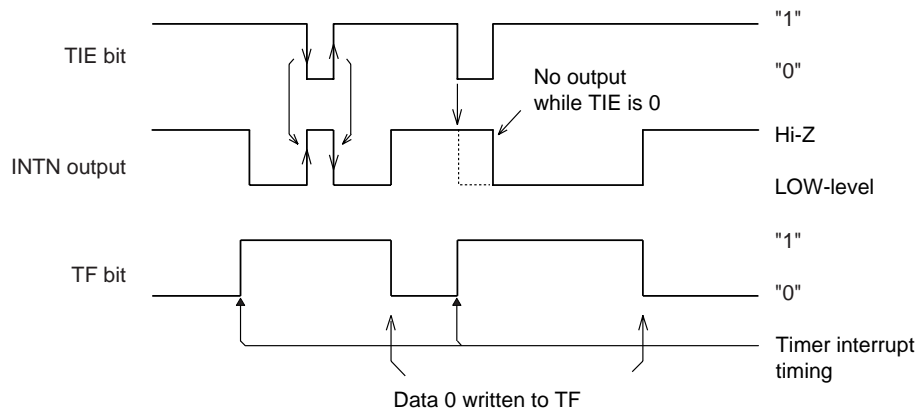 "1"
TIE bit
"0"
No output
while TIE is 0
Hi-Z
INTN output
LOW-level
"1"
TF bit
"0"
Timer interrupt
timing
Data 0 written to TF